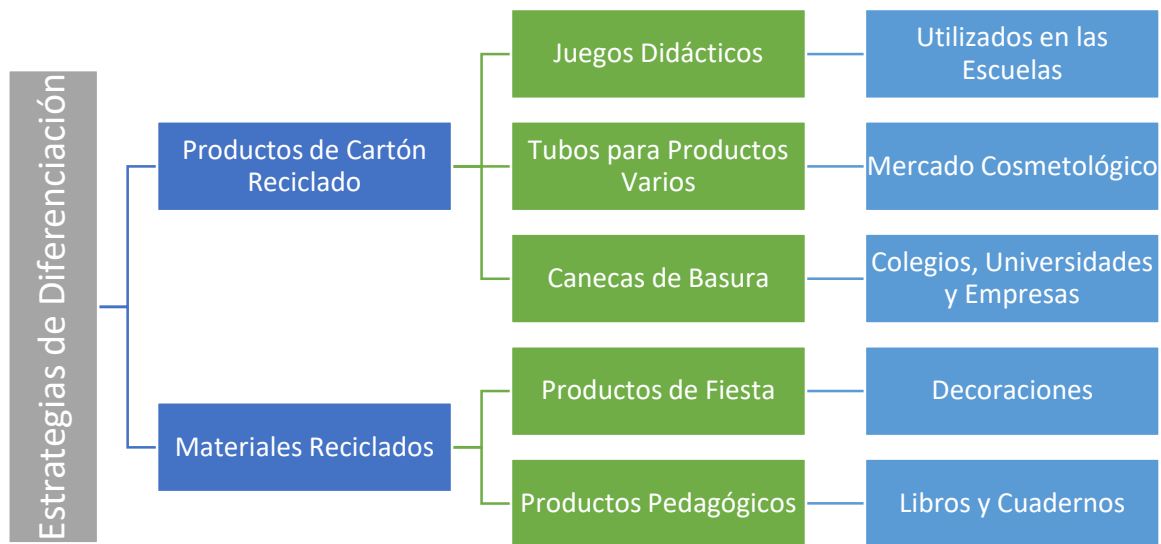 Estrategias de Diferenciación
Productos de Cartón
Reciclado
Juegos Didácticos
Utilizados en las
Escuelas
Tubos para Productos
Varios
Mercado Cosmetológico
Canecas de Basura
Colegios, Universidades
y Empresas
Materiales Reciclados
Productos de Fiesta
Decoraciones
Productos Pedagógicos
Libros y Cuadernos